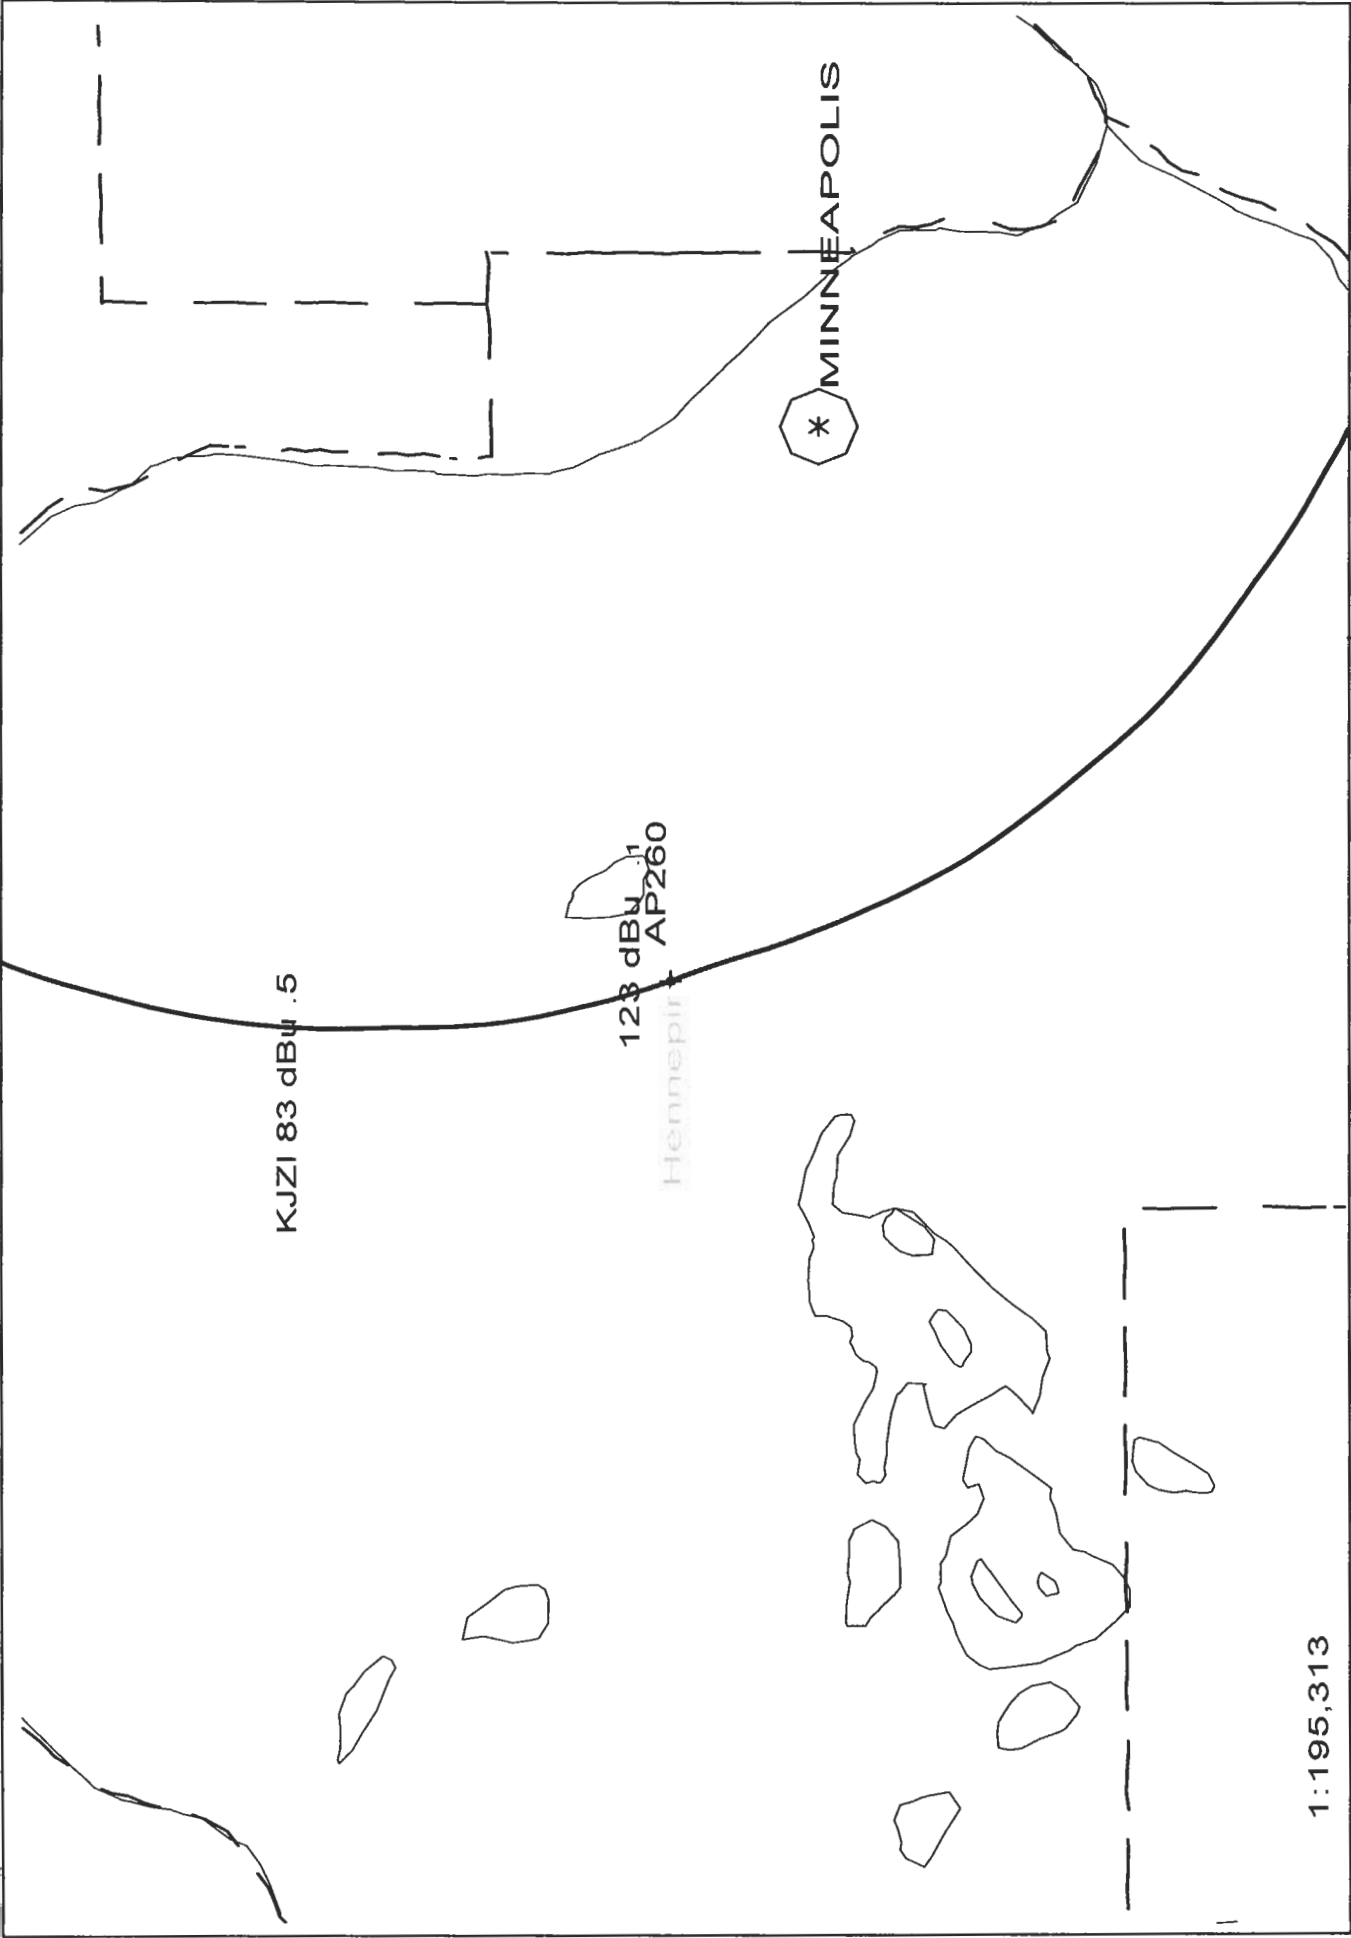 MINNEAPOLIS
KJZI 83 dBu .5
123 dBu .1
AP260
Hennepin
1:195,313